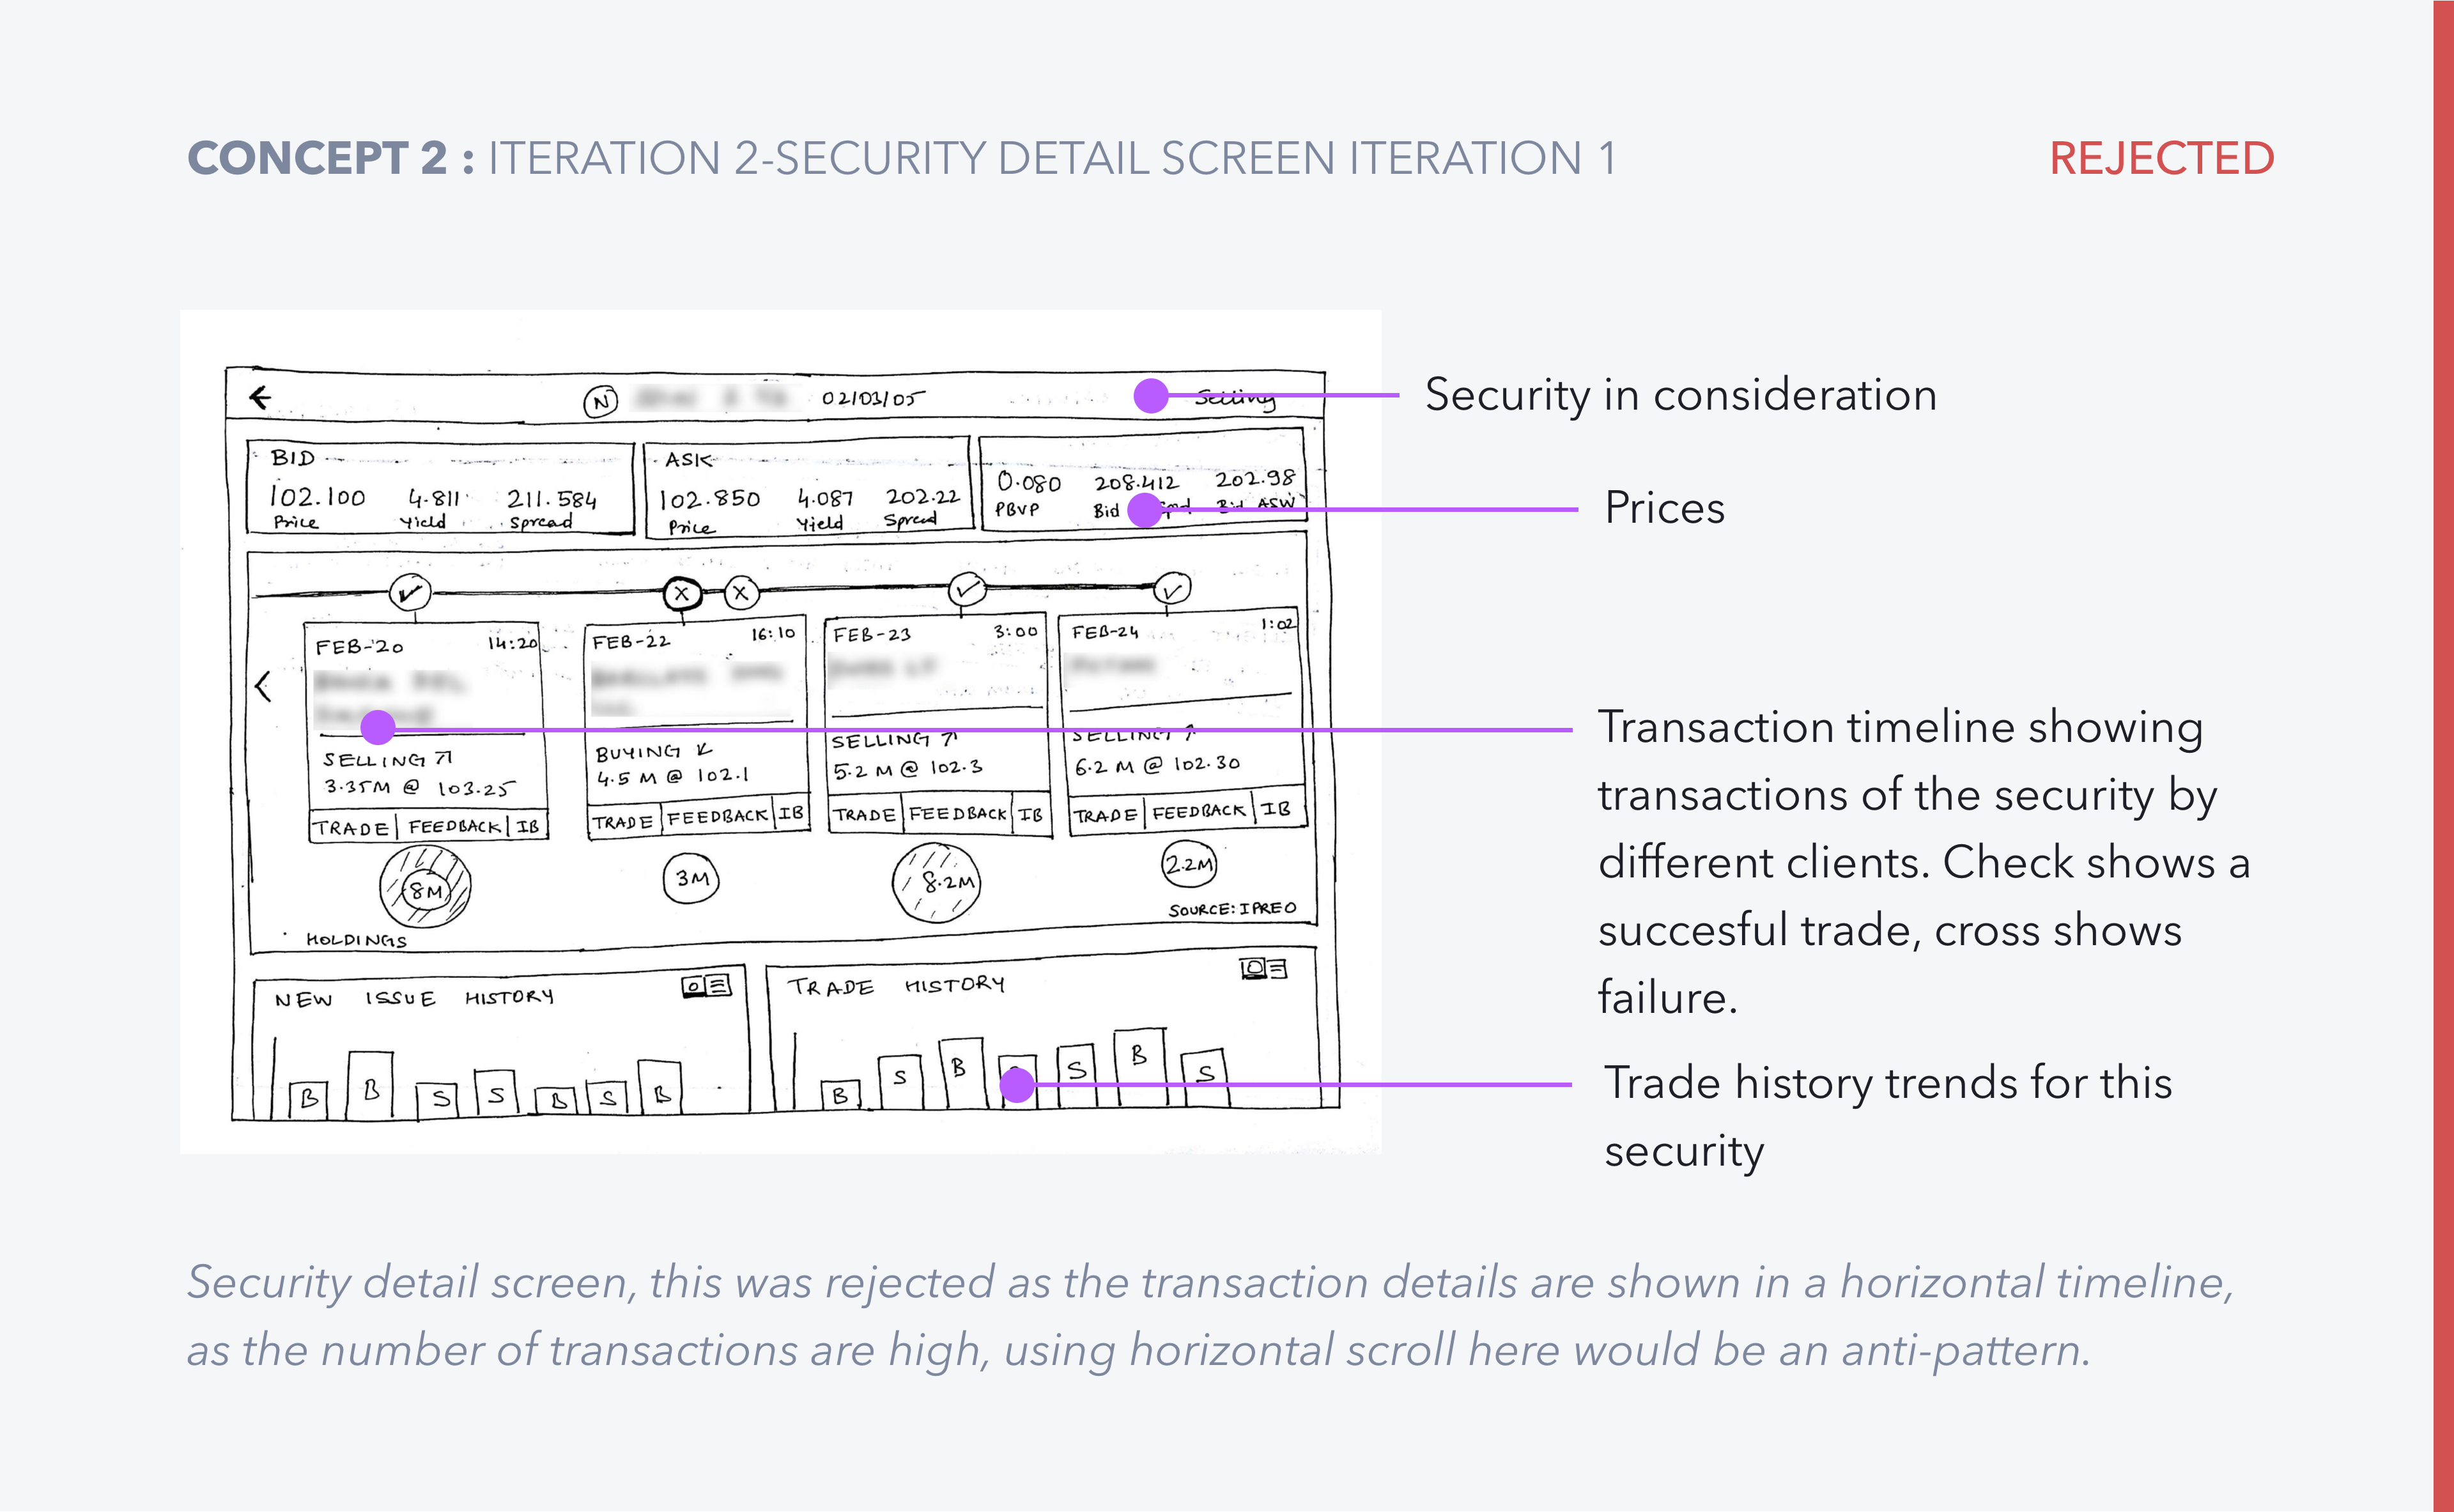 CONCEPT 2 : ITERATION 2-SECURITY DETAIL SCREEN ITERATION 1
REJECTED
N
02/03/05
Setting
Security in consideration
BID
102.100 4.811 211.584
Price Yield Spread
ASK
102.850 4.087 202.22
Price Yield Spread
0.080 208.412 202.98
PBVP Bid Bid ASW
Prices
FEB-'20 14:20
SELLING
3.35M @ 103.25
TRADE FEEDBACK IB
8M
FEB-22 16:10
BUYING
4.5 M @ 102.1
TRADE FEEDBACK IB
3M
FEB-23 3:00
SELLING
5.2 M @ 102.3
TRADE FEEDBACK IB
8.2M
FEB-24 1:02
SELLING
6.2 M @ 102.30
TRADE FEEDBACK IB
2.2M
SOURCE: IPREO
HOLDINGS
Transaction timeline showing
transactions of the security by
different clients. Check shows a
succesful trade, cross shows
failure.
NEW ISSUE HISTORY
B B S S B S B
TRADE HISTORY
B S B S B S
Trade history trends for this
security
Security detail screen, this was rejected as the transaction details are shown in a horizontal timeline,
as the number of transactions are high, using horizontal scroll here would be an anti-pattern.